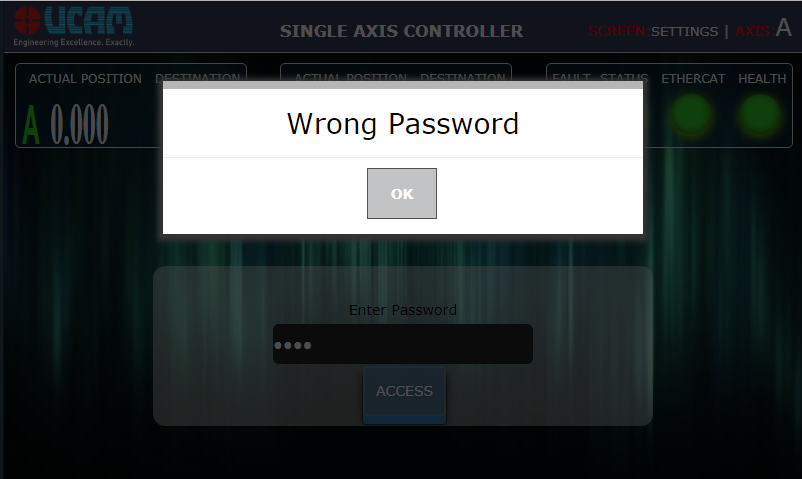 UCAM
Engineering Excellence. Exactly.
SINGLE AXIS CONTROLLER
SCREEN:SETTINGS | AXIS:A
ACTUAL POSITION DESTINATION
ACTUAL POSITION DESTINATION
FAULT STATUS ETHERCAT HEALTH
A 0.000
Wrong Password
OK
Enter Password
••••
ACCESS